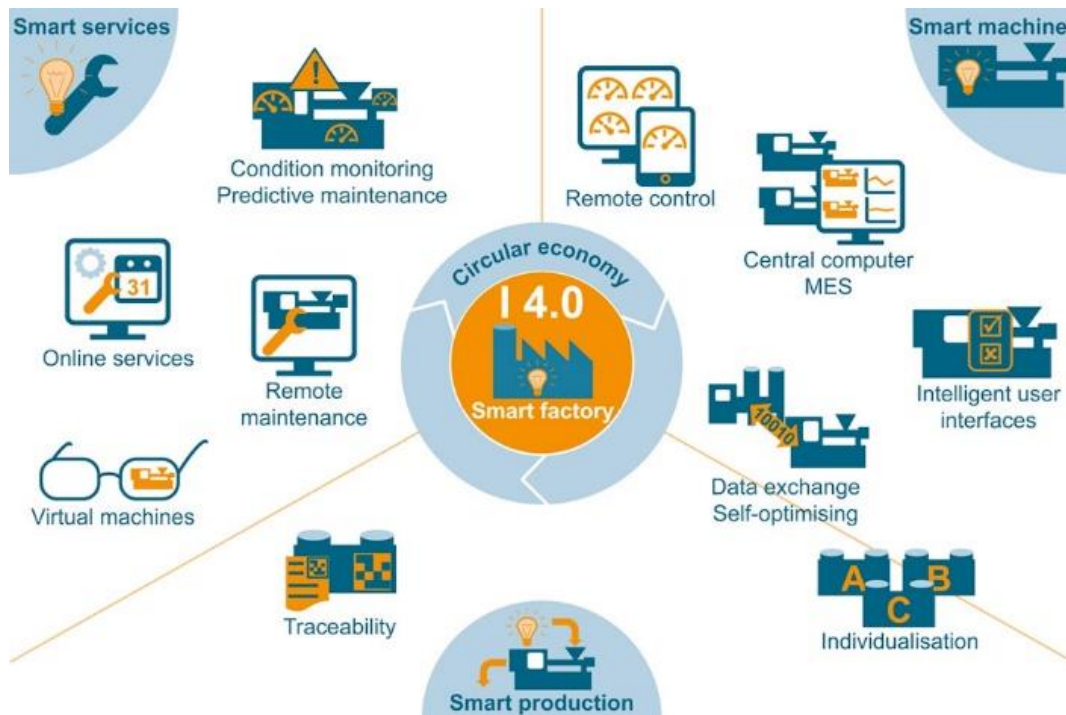 Smart services
Smart machine
Condition monitoring
Predictive maintenance
Remote control
Central computer
MES
Circular economy
I 4.0
Smart factory
31
Online services
Remote
maintenance
Intelligent user
interfaces
10010
Data exchange
Self-optimising
Virtual machines
Traceability
A
B
C
Individualisation
Smart production